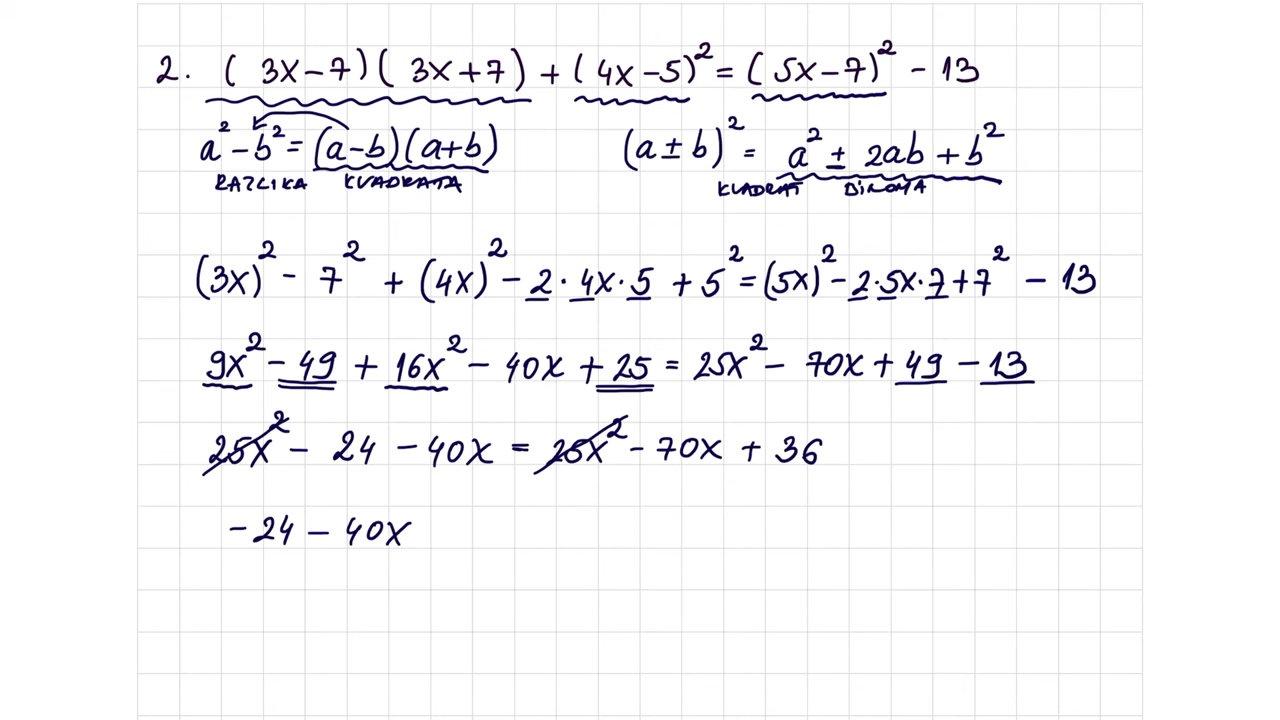 2. (3x-7)(3x+7) + (4x-5)² = (5x-7)² - 13
a² - b² = (a-b)(a+b) (a ± b)² = a² ± 2ab + b²
RAZLIKA KVADRATA KVADRAT BINOMA
(3x)² - 7² + (4x)² - 2·4x·5 + 5² = (5x)² - 2·5x·7 + 7² - 13
9x² - 49 + 16x² - 40x + 25 = 25x² - 70x + 49 - 13
25x² - 24 - 40x = 25x² - 70x + 36
-24 - 40x